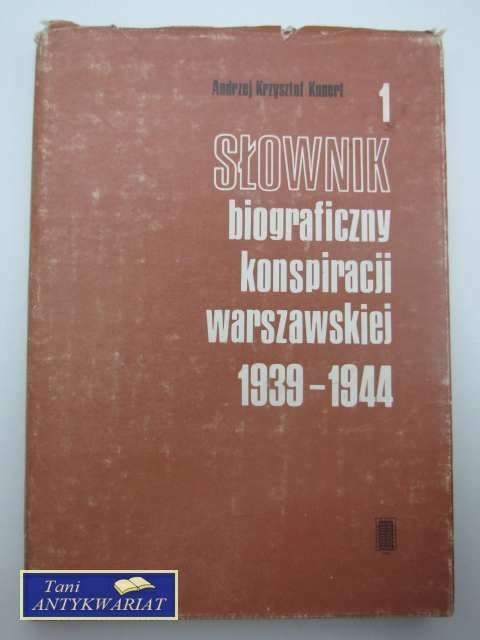 Andrzej Krzysztof Kunert
1
SŁOWNIK
biograficzny
konspiracji
warszawskiej
1939-1944
Tani
ANTYKWARIAT